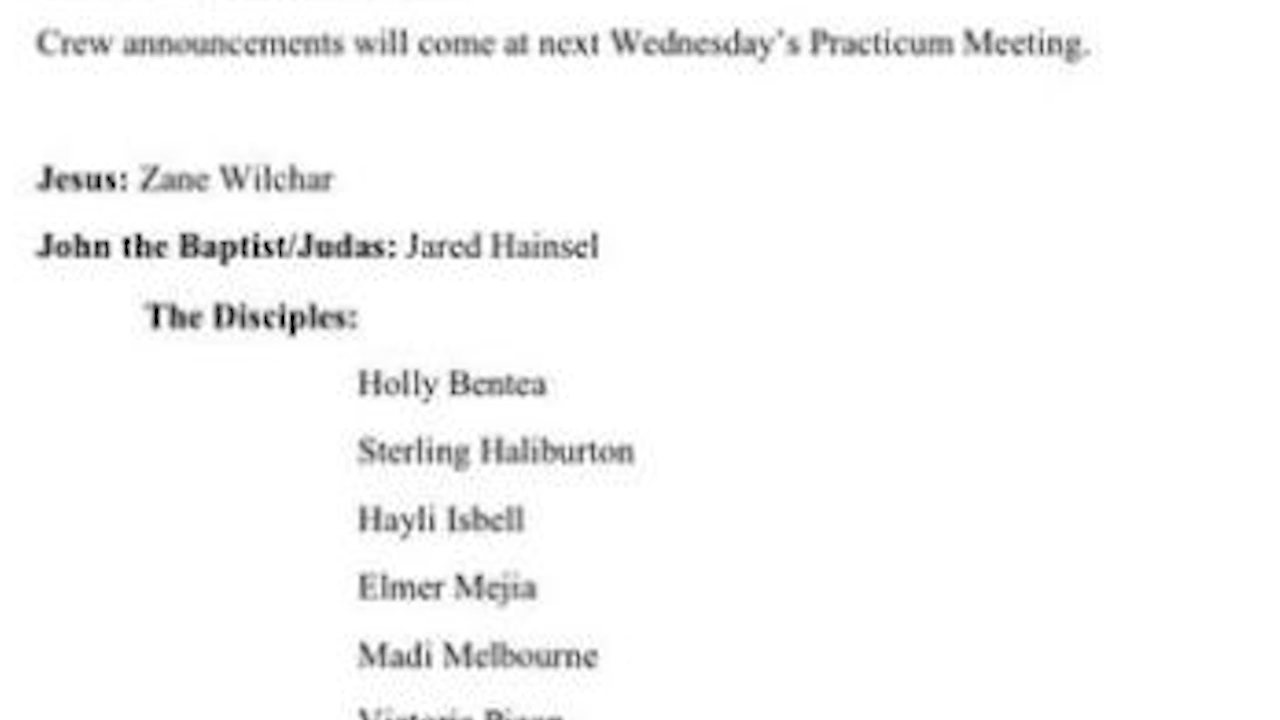 Crew announcements will come at next Wednesday's Practicum Meeting.
Jesus: Zane Wilchar
John the Baptist/Judas: Jared Hainsel
The Disciples:
Holly Bentea
Sterling Haliburton
Hayli Isbell
Elmer Mejia
Madi Melbourne